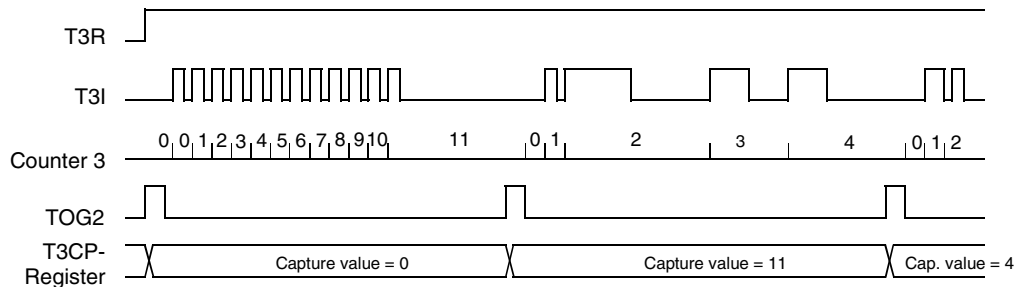 T3R
T3I
0 0 1 2 3 4 5 6 7 8 9 10 11 0 1 2 3 4 0 1 2
Counter 3
TOG2
T3CP-
Register
Capture value = 0 Capture value = 11 Cap. value = 4